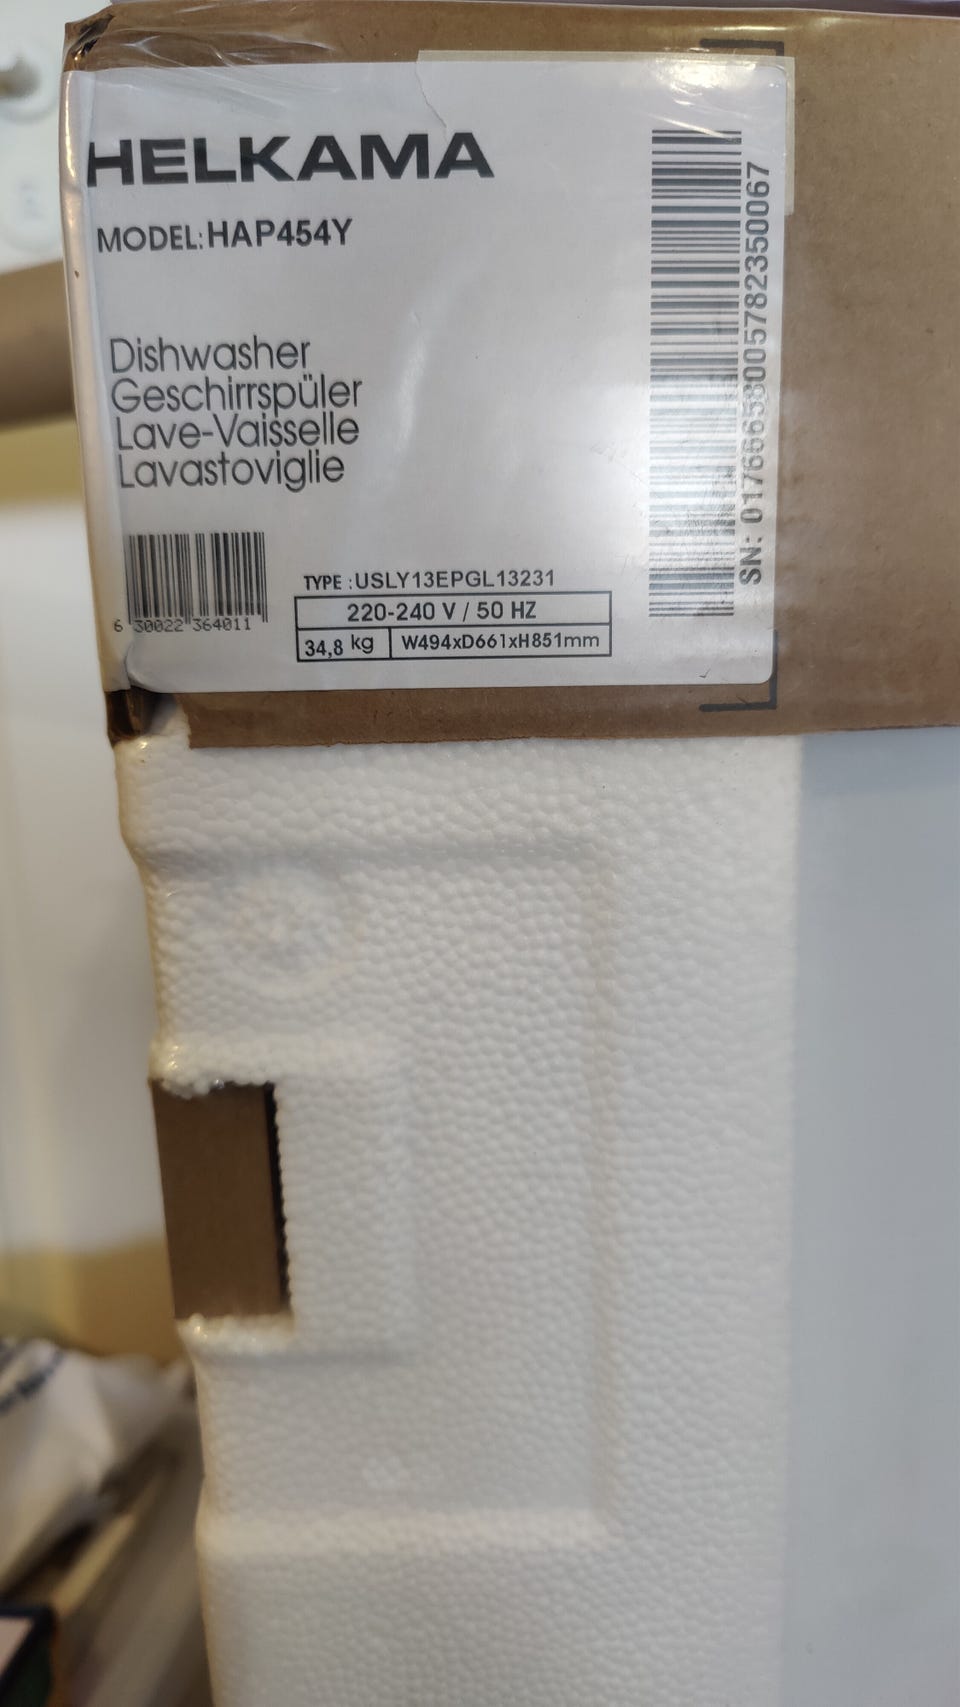 HELKAMA
MODEL: HAP454Y
Dishwasher
Geschirrspüler
Lave-Vaisselle
Lavastoviglie
6 30022 364011
TYPE : USLY13EPGL13231
220-240 V / 50 HZ
34,8 kg
W494xD661xH851mm
SN: